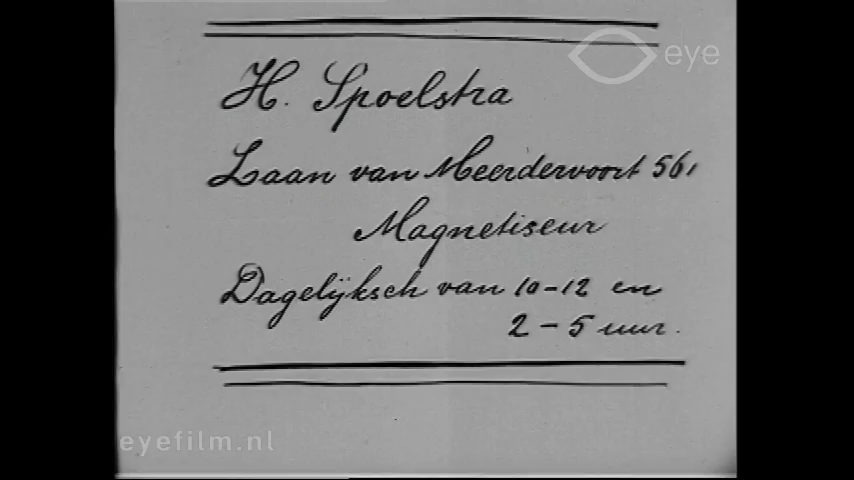 eye
H. Spoelstra
Laan van Meerdervoort 561
Magnetiseur
Dagelijksch van 10-12 en
2-5 uur.
eyefilm.nl